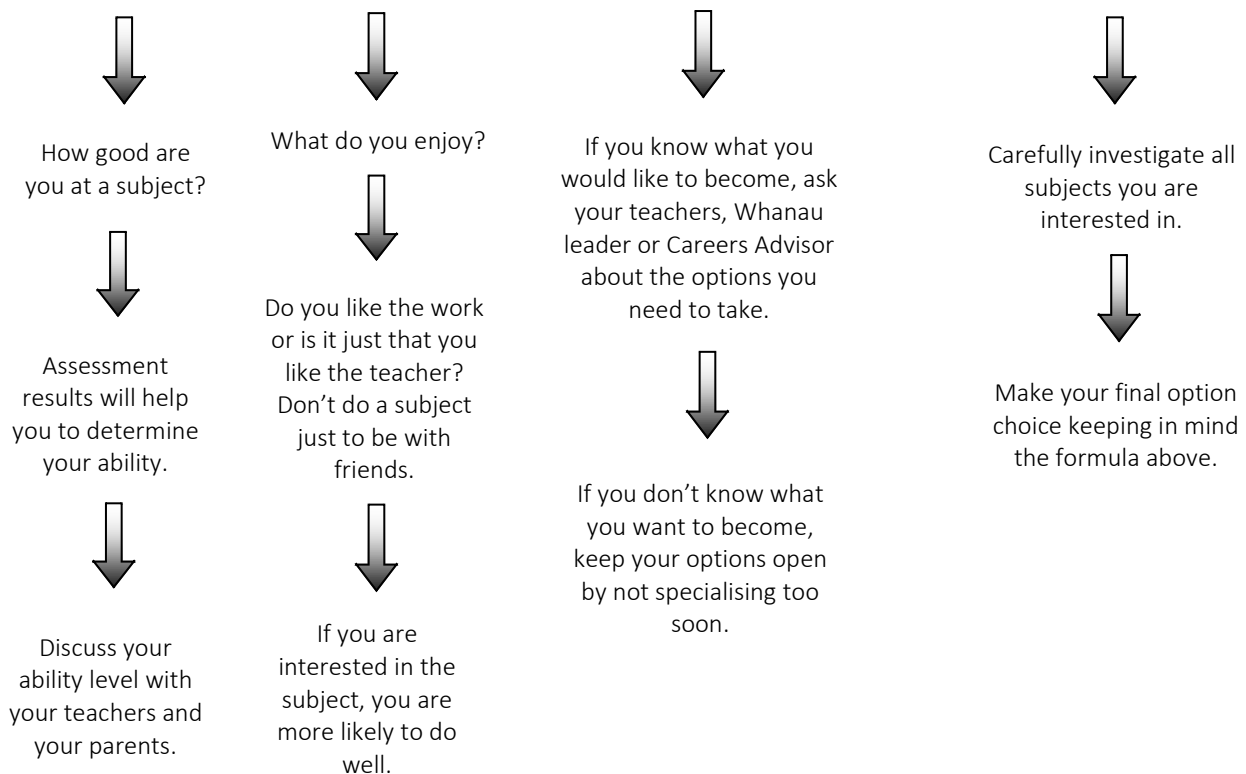 How good are
you at a subject?
Assessment
results will help
you to determine
your ability.
Discuss your
ability level with
your teachers and
your parents.
What do you enjoy?
Do you like the work
or is it just that you
like the teacher?
Don’t do a subject
just to be with
friends.
If you are
interested in the
subject, you are
more likely to do
well.
If you know what you
would like to become, ask
your teachers, Whanau
leader or Careers Advisor
about the options you
need to take.
If you don’t know what
you want to become,
keep your options open
by not specialising too
soon.
Carefully investigate all
subjects you are
interested in.
Make your final option
choice keeping in mind
the formula above.